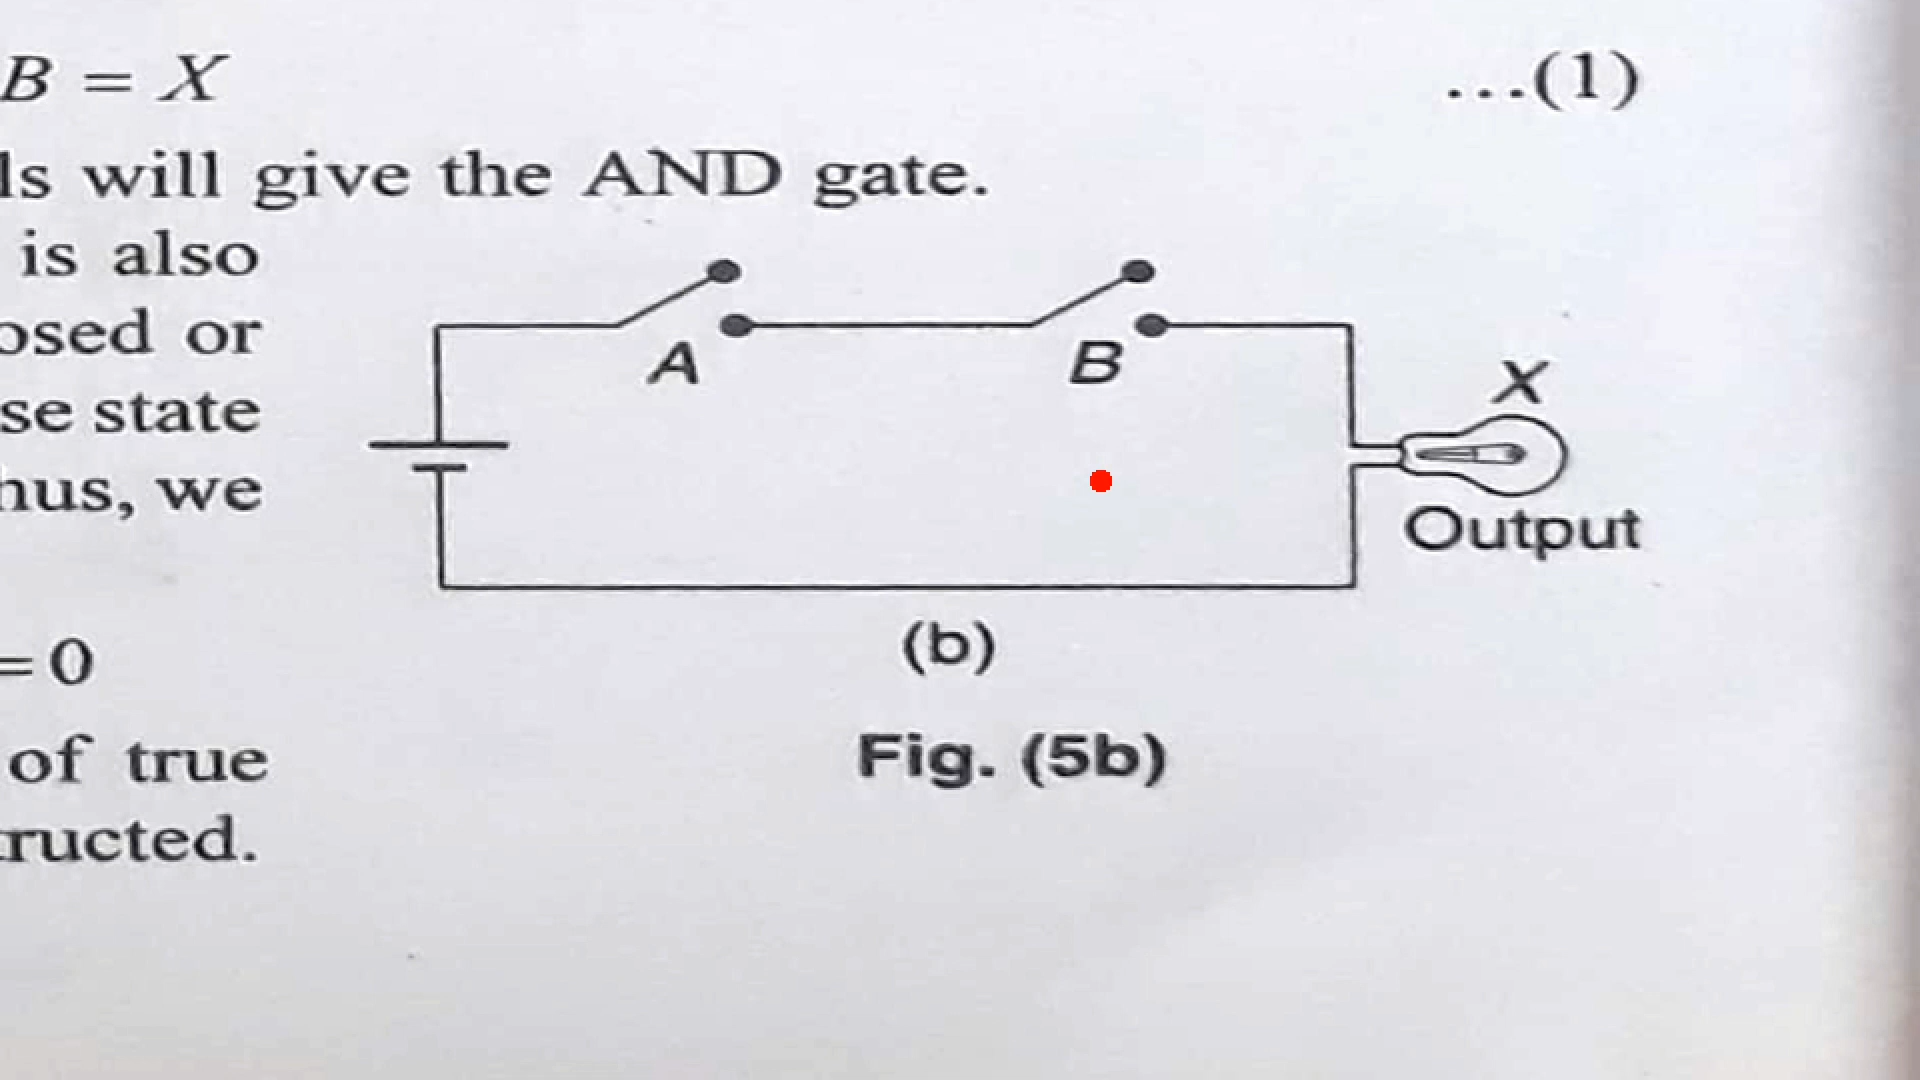 B = X ...(1)
ls will give the AND gate.
is also
osed or
se state
hus, we
= 0
of true
ructed.
A
B
X
Output
(b)
Fig. (5b)